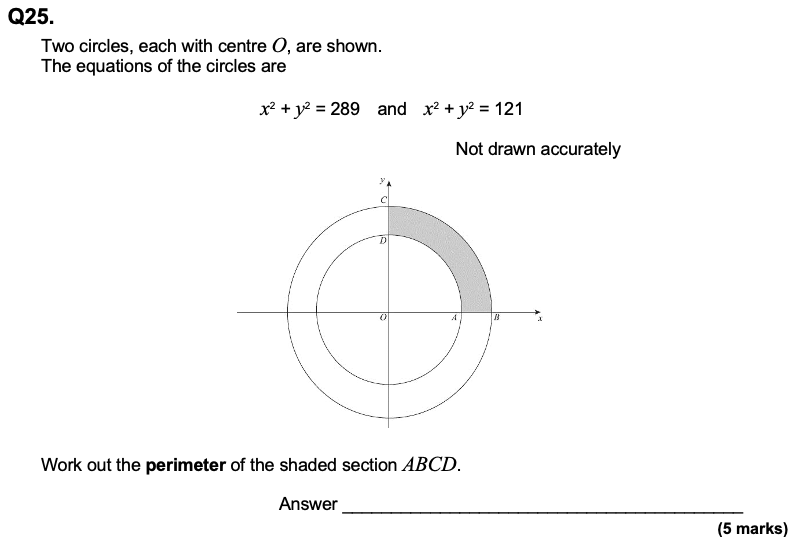 Q25.
Two circles, each with centre O, are shown.
The equations of the circles are
x² + y² = 289 and x² + y² = 121
Not drawn accurately
y
C
D
O A B x
Work out the perimeter of the shaded section ABCD.
Answer
(5 marks)